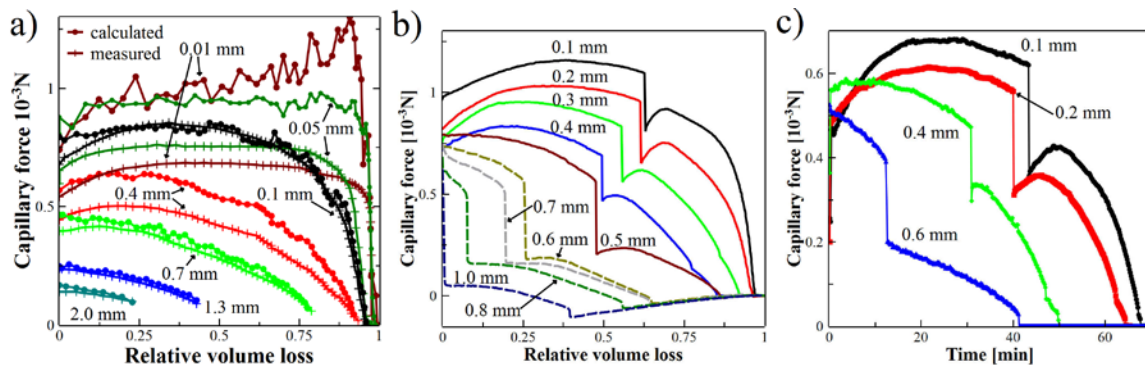 a)
calculated
measured
0.01 mm
0.05 mm
0.1 mm
0.4 mm
0.7 mm
1.3 mm
2.0 mm
Capillary force 10⁻³N
1
0.5
0
0
0.25
0.5
0.75
1
Relative volume loss
b)
0.1 mm
0.2 mm
0.3 mm
0.4 mm
0.7 mm
0.6 mm
0.5 mm
1.0 mm
0.8 mm
Capillary force [10⁻³N]
1
0.5
0
0
0.25
0.5
0.75
1
Relative volume loss
c)
0.1 mm
0.2 mm
0.4 mm
0.6 mm
Capillary force [10⁻³N]
0.6
0.4
0.2
0
0
20
40
60
Time [min]